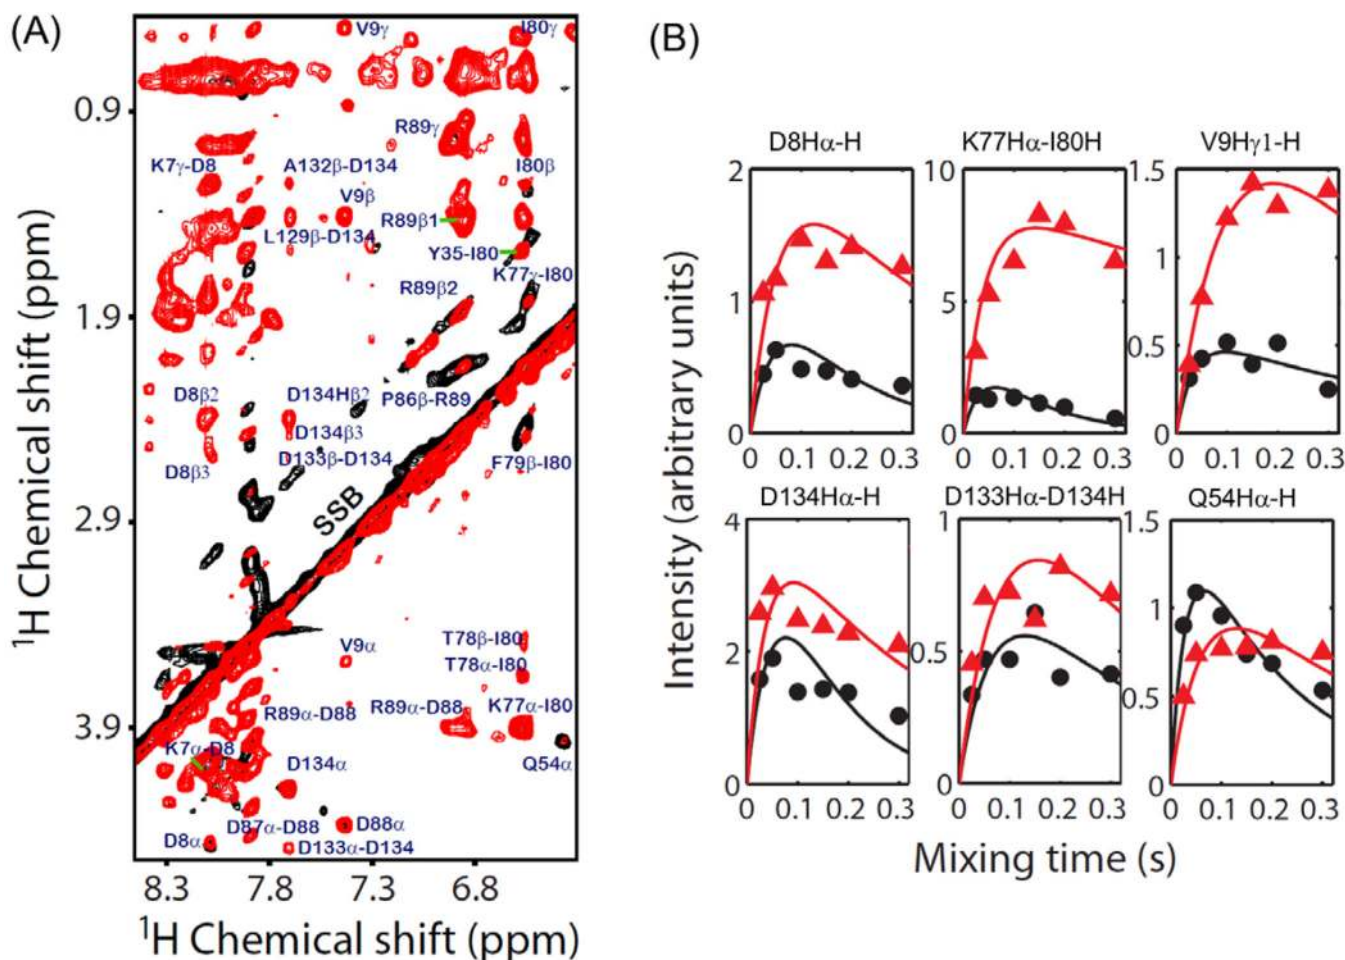 (A)
V9γ
I80γ
0.9
R89γ
K7γ-D8
A132β-D134
I80β
V9β
R89β1
L129β-D134
Y35-I80
K77γ-I80
R89β2
1.9
D8β2
D134Hβ2
P86β-R89
D134β3
D133β-D134
D8β3
F79β-I80
SSB
2.9
V9α
T78β-I80
T78α-I80
R89α-D88
R89α-D88
K77α-I80
3.9
K7α-D8
D134α
Q54α
D87α-D88
D88α
D8α
D133α-D134
8.3 7.8 7.3 6.8
¹H Chemical shift (ppm)
¹H Chemical shift (ppm)
(B)
D8Hα-H K77Hα-I80H V9Hγ1-H
2 10 1.5
1
1 5
0.5
0 0 0
0 0.1 0.2 0.3 0 0.1 0.2 0.3 0 0.1 0.2 0.3
D134Hα-H D133Hα-D134H Q54Hα-H
4 1 1.5
1
2 0.5
0.5
0 0 0
0 0.1 0.2 0.3 0 0.1 0.2 0.3 0 0.1 0.2 0.3
Intensity (arbitrary units)
Mixing time (s)